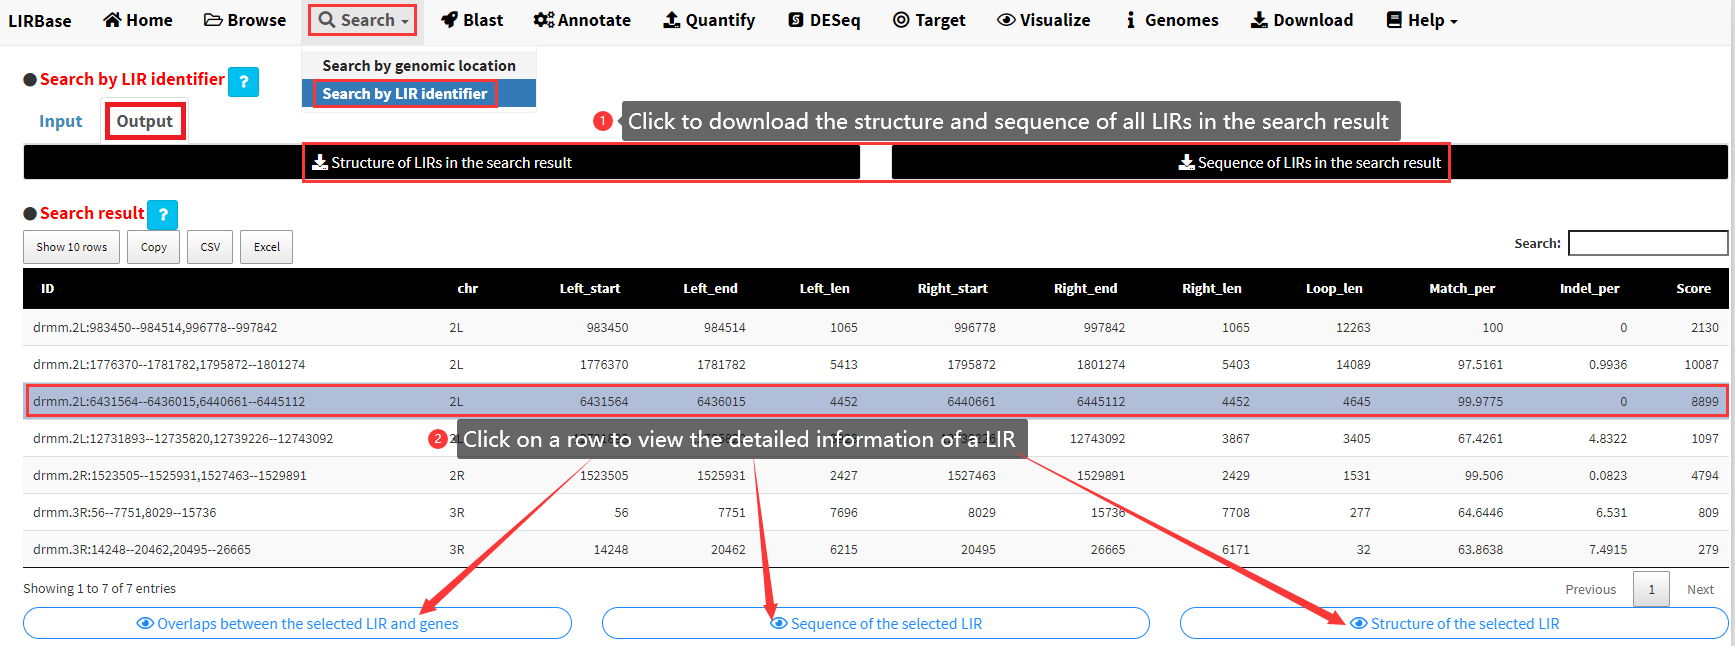 LIRBase Home Browse Search Blast Annotate Quantify DESeq Target Visualize Genomes Download Help
Search by genomic location
Search by LIR identifier
Search by LIR identifier ?
Input Output
1 Click to download the structure and sequence of all LIRs in the search result
Structure of LIRs in the search result Sequence of LIRs in the search result
Search result ?
Show 10 rows Copy CSV Excel Search:
ID chr Left_start Left_end Left_len Right_start Right_end Right_len Loop_len Match_per Indel_per Score
drmm.2L:983450--984514,996778--997842 2L 983450 984514 1065 996778 997842 1065 12263 100 0 2130
drmm.2L:1776370--1781782,1795872--1801274 2L 1776370 1781782 5413 1795872 1801274 5403 14089 97.5161 0.9936 10087
drmm.2L:6431564--6436015,6440661--6445112 2L 6431564 6436015 4452 6440661 6445112 4452 4645 99.9775 0 8899
drmm.2L:12731893--12735820,12739226--12743092 12743092 3867 3405 67.4261 4.8322 1097
2 Click on a row to view the detailed information of a LIR
drmm.2R:1523505--1525931,1527463--1529891 2R 1523505 1525931 2427 1527463 1529891 2429 1531 99.506 0.0823 4794
drmm.3R:56--7751,8029--15736 3R 56 7751 7696 8029 15736 7708 277 64.6446 6.531 809
drmm.3R:14248--20462,20495--26665 3R 14248 20462 6215 20495 26665 6171 32 63.8638 7.4915 279
Showing 1 to 7 of 7 entries Previous 1 Next
Overlaps between the selected LIR and genes Sequence of the selected LIR Structure of the selected LIR